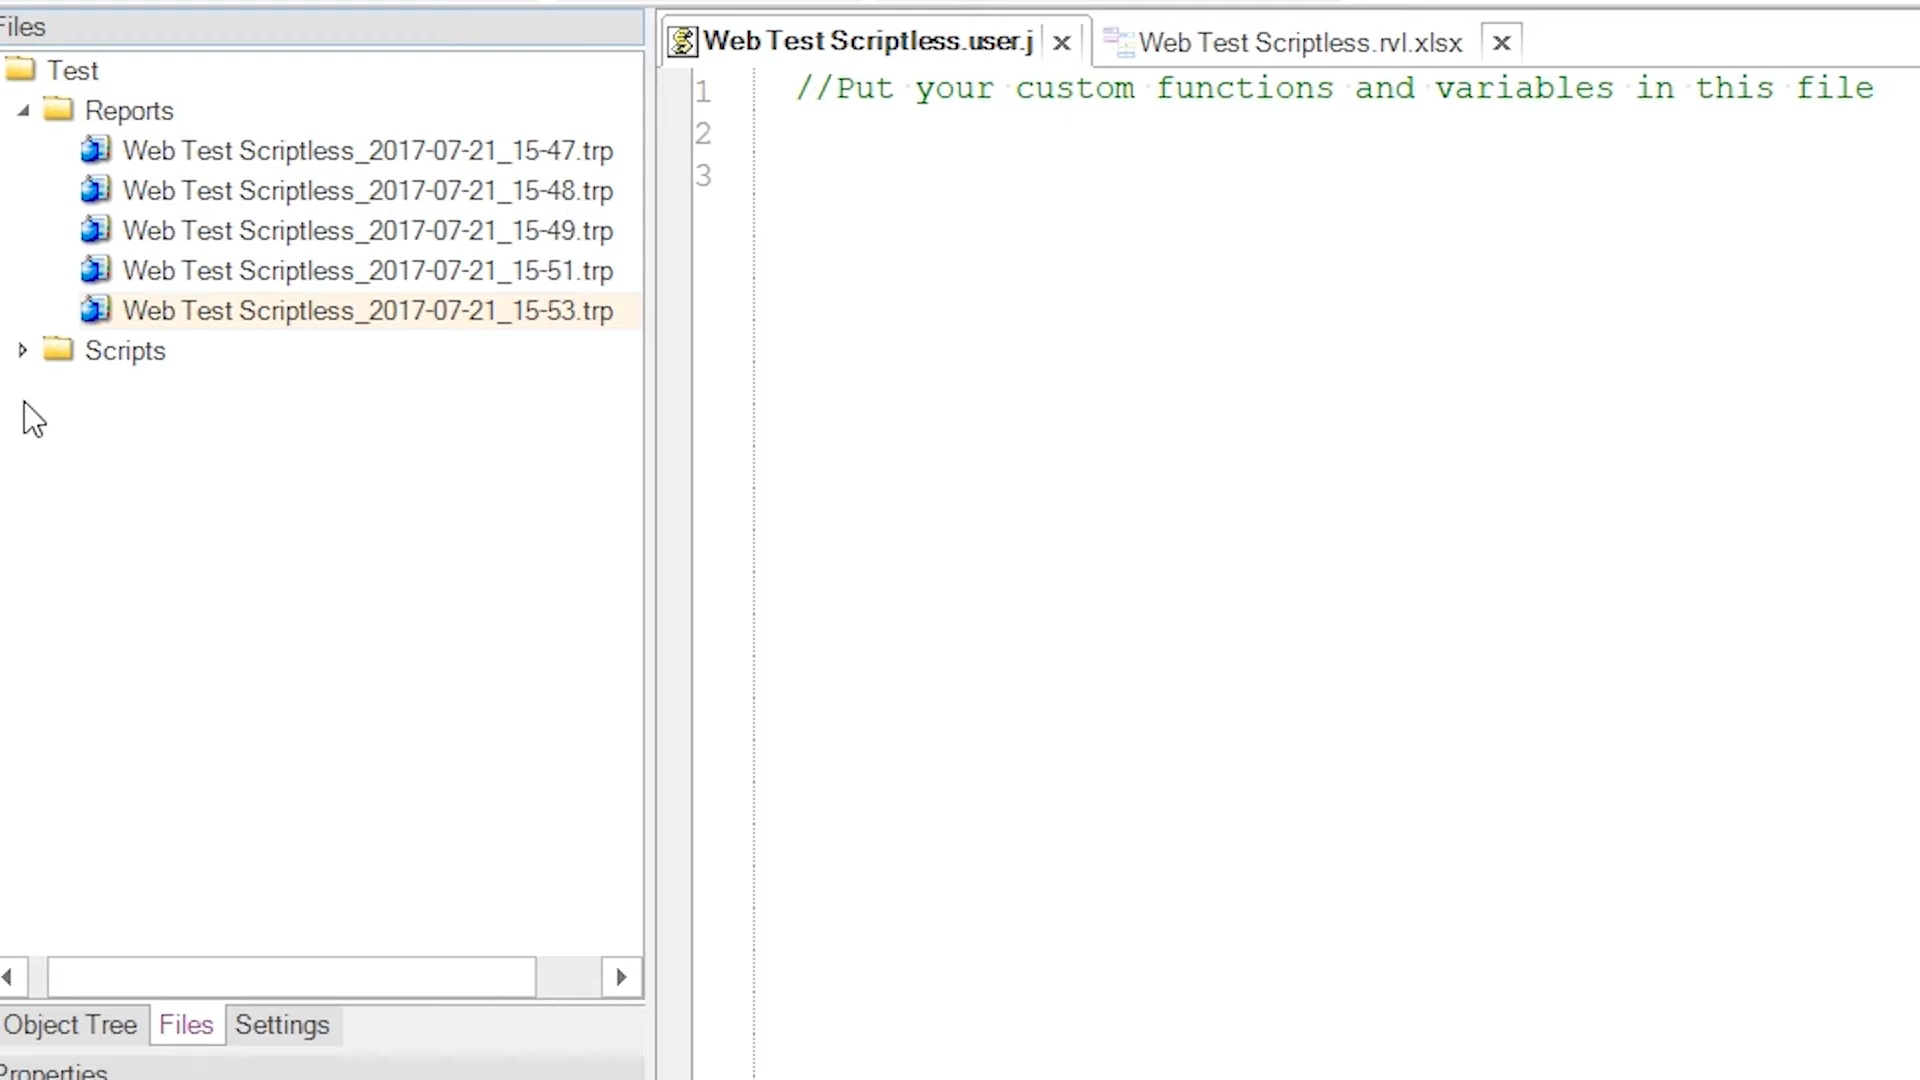 Files
Test
Reports
Web Test Scriptless_2017-07-21_15-47.trp
Web Test Scriptless_2017-07-21_15-48.trp
Web Test Scriptless_2017-07-21_15-49.trp
Web Test Scriptless_2017-07-21_15-51.trp
Web Test Scriptless_2017-07-21_15-53.trp
Scripts
Object Tree Files Settings
Properties
Web Test Scriptless.user.j Web Test Scriptless.rvl.xlsx
1 //Put your custom functions and variables in this file
2
3